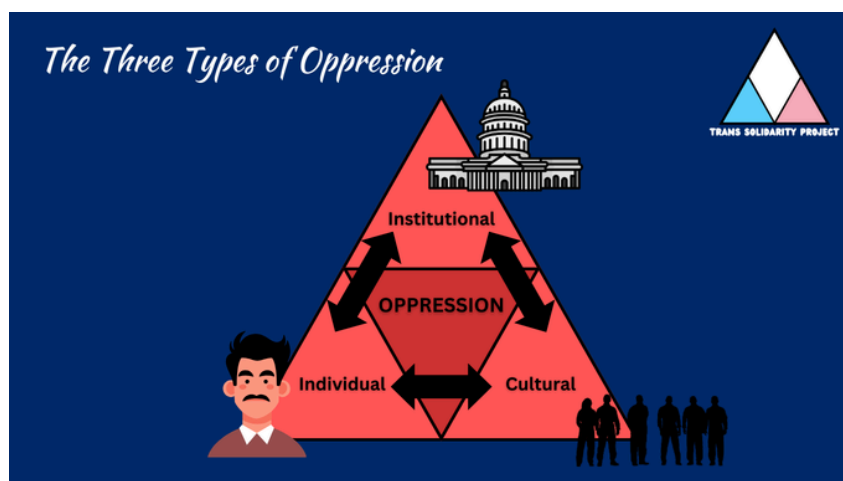 The Three Types of Oppression
TRANS SOLIDARITY PROJECT
Institutional
OPPRESSION
Individual
Cultural